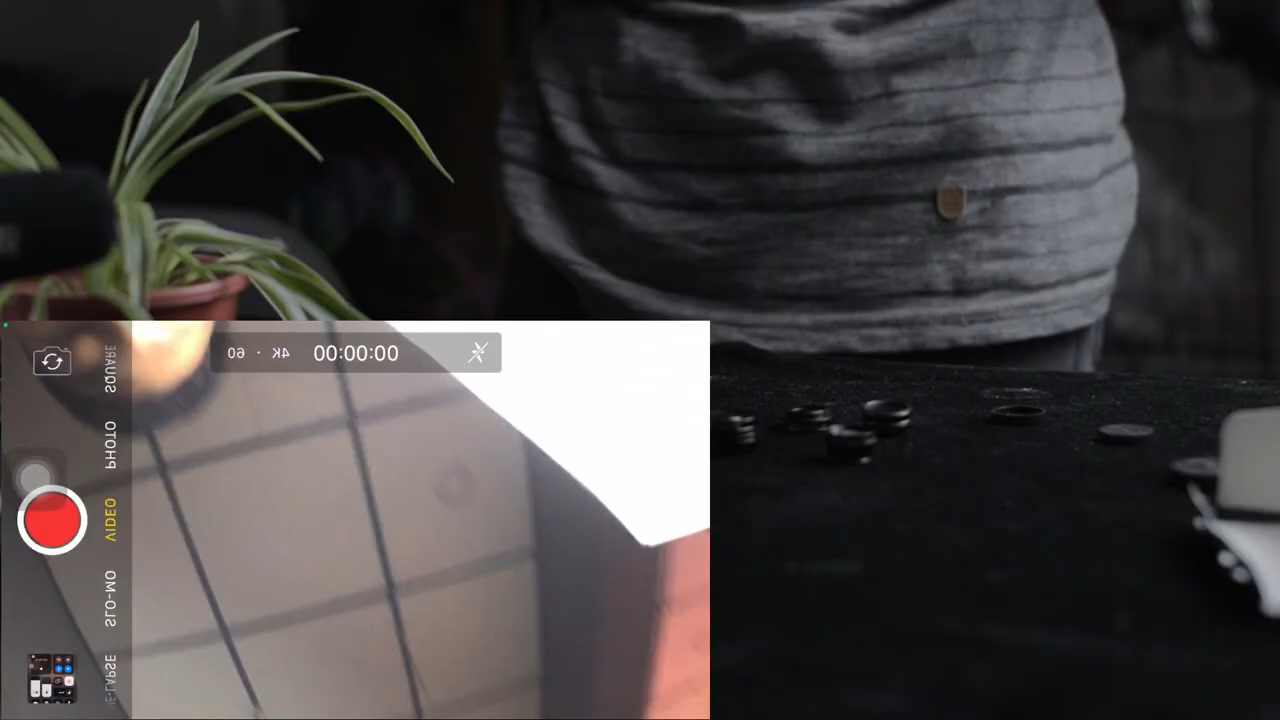 4K · 60
00:00:00
SQUARE
PHOTO
VIDEO
SLO-MO
E-LAPSE